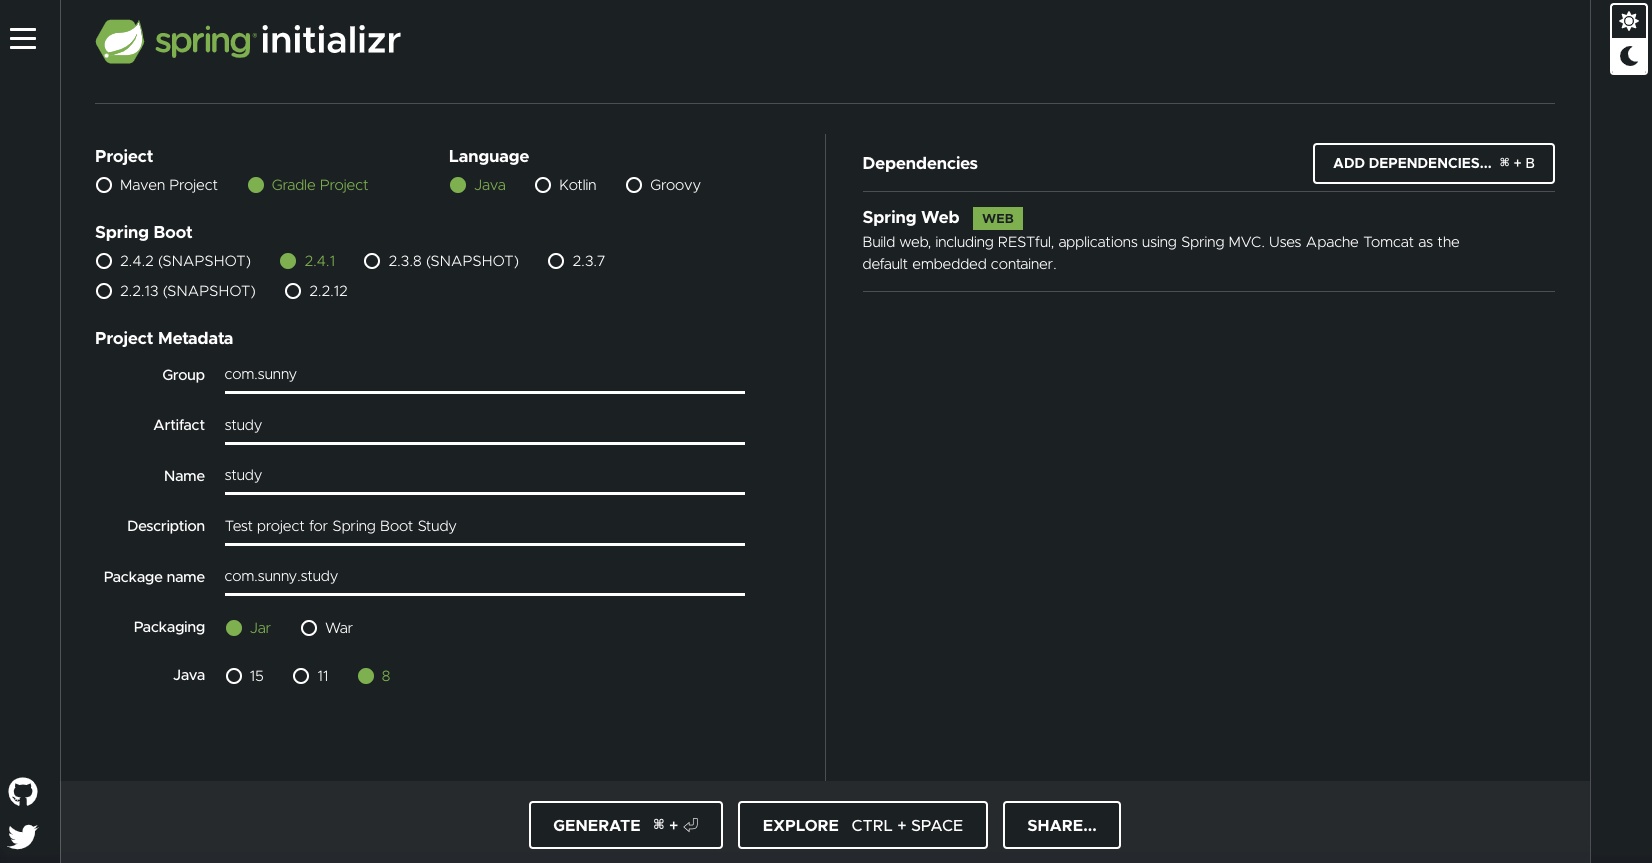 spring initializr
Project
Maven Project Gradle Project
Language
Java Kotlin Groovy
Spring Boot
2.4.2 (SNAPSHOT) 2.4.1 2.3.8 (SNAPSHOT) 2.3.7
2.2.13 (SNAPSHOT) 2.2.12
Project Metadata
Group com.sunny
Artifact study
Name study
Description Test project for Spring Boot Study
Package name com.sunny.study
Packaging Jar War
Java 15 11 8
Dependencies ADD DEPENDENCIES... ⌘ + B
Spring Web WEB
Build web, including RESTful, applications using Spring MVC. Uses Apache Tomcat as the
default embedded container.
GENERATE ⌘ + ⏎ EXPLORE CTRL + SPACE SHARE...